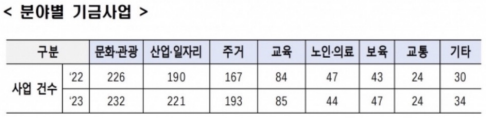 < 분야별 기금사업 >
구분 문화·관광 산업·일자리 주거 교육 노인·의료 보육 교통 기타
사업 건수 '22 226 190 167 84 47 43 24 30
'23 232 221 193 85 44 47 24 34